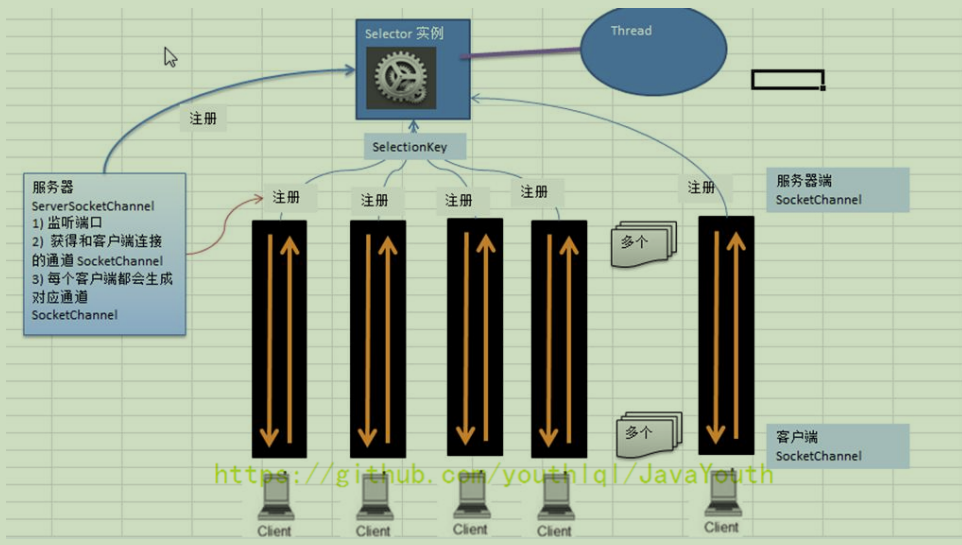 Selector 实例
Thread
注册
SelectionKey
服务器
ServerSocketChannel
1) 监听端口
2) 获得和客户端连接
的通道 SocketChannel
3) 每个客户端都会生成
对应通道
SocketChannel
注册
注册
注册
注册
注册
服务器端
SocketChannel
多个
多个
客户端
SocketChannel
https://github.com/youthlql/JavaYouth
Client
Client
Client
Client
Client